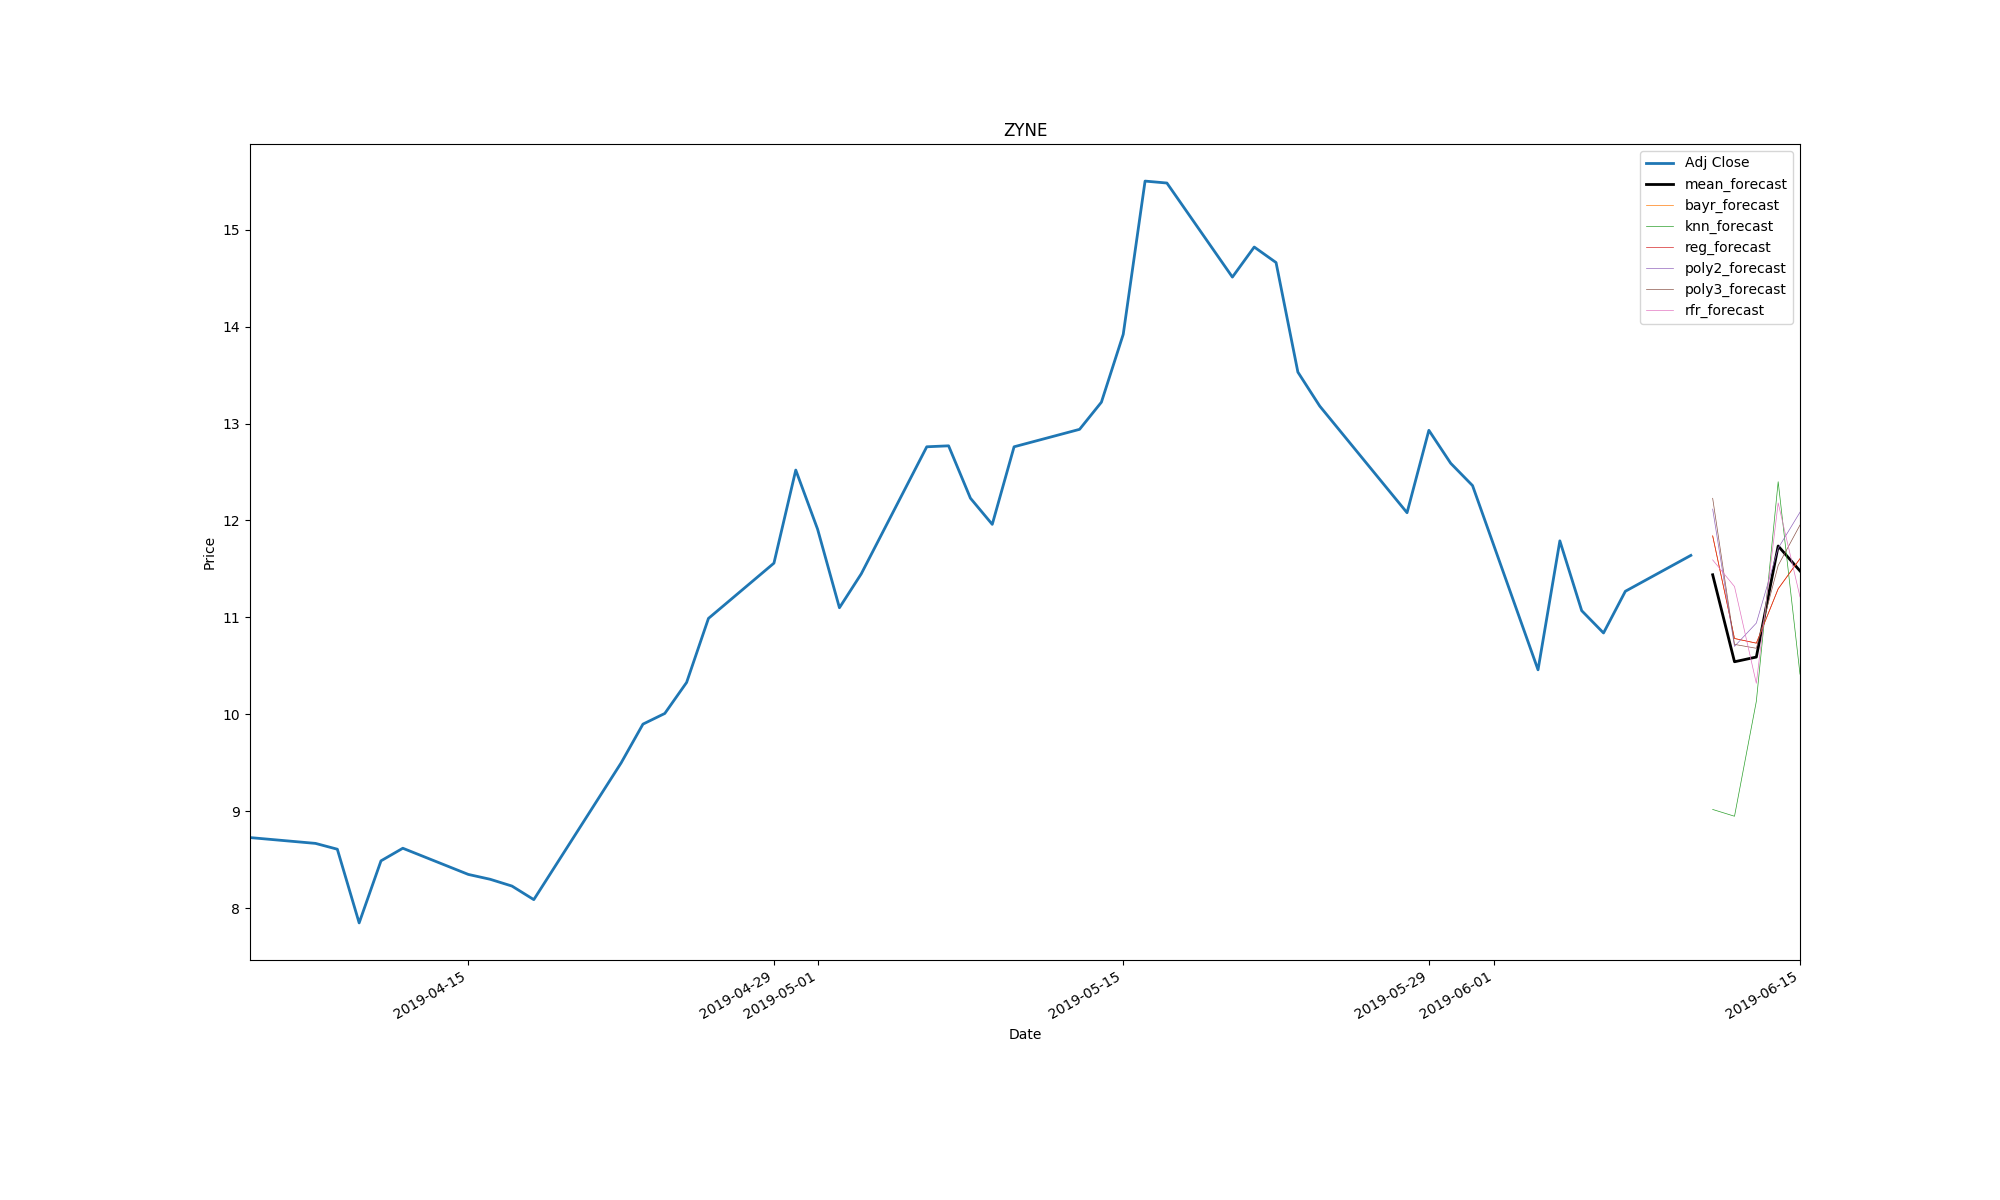 ZYNE
Adj Close
mean_forecast
bayr_forecast
knn_forecast
reg_forecast
poly2_forecast
poly3_forecast
rfr_forecast
Price
15
14
13
12
11
10
9
8
2019-04-15
2019-04-29
2019-05-01
2019-05-15
2019-05-29
2019-06-01
2019-06-15
Date